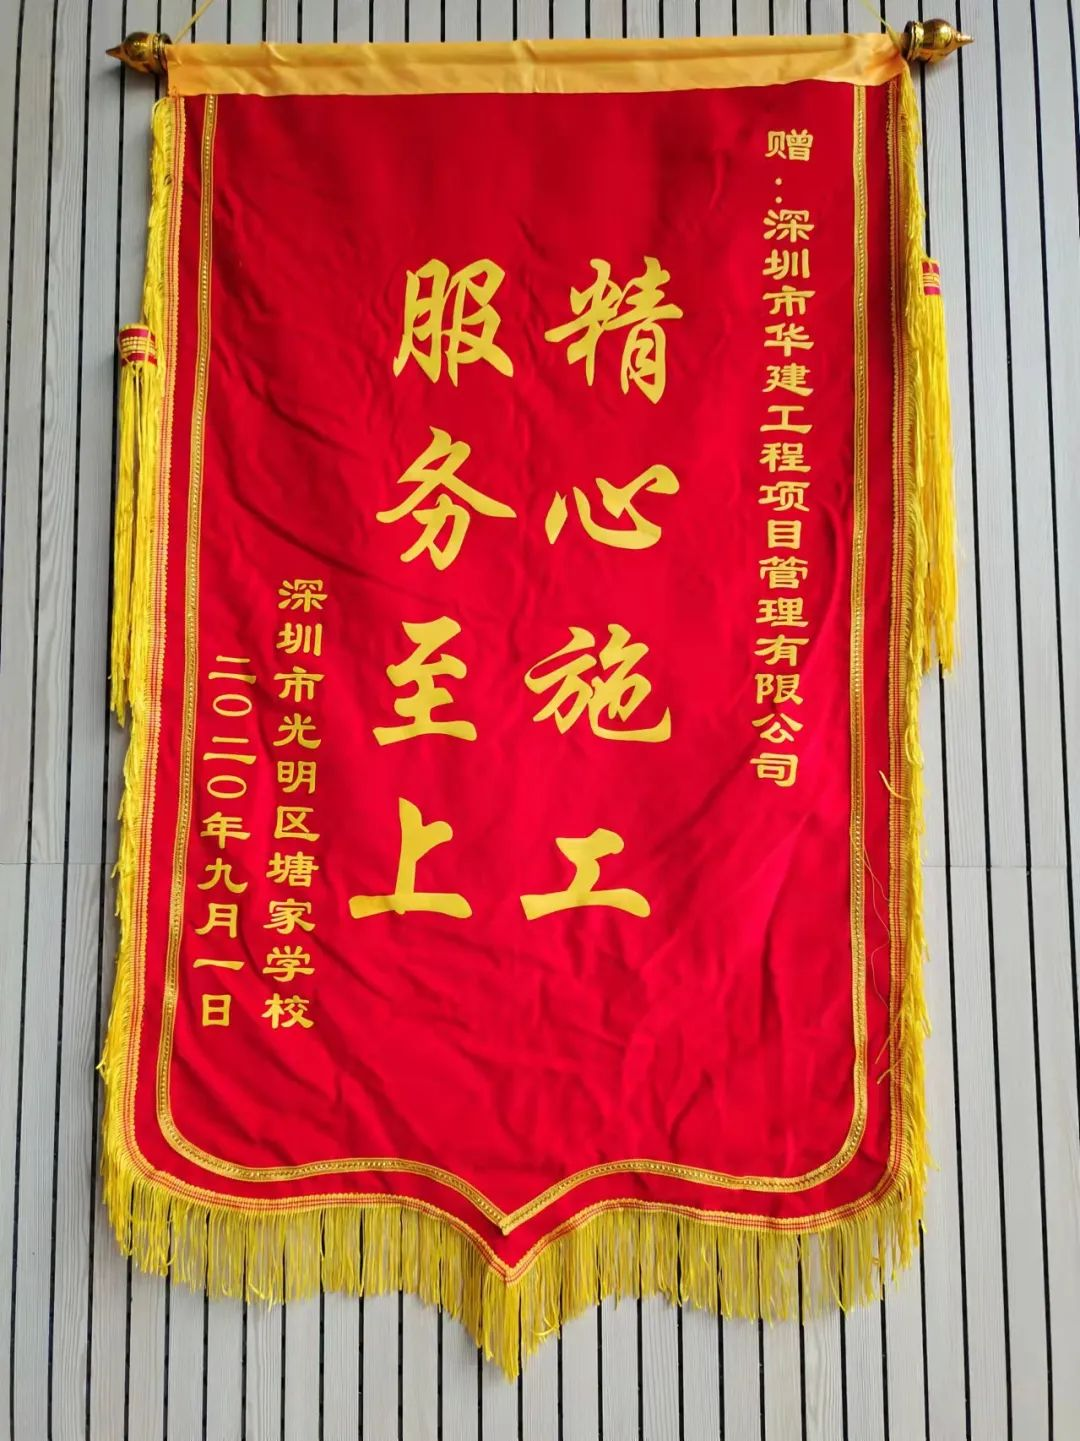 赠：深圳市华建工程项目管理有限公司
精心施工
服务至上
深圳市光明区塘家学校
二〇二〇年九月一日